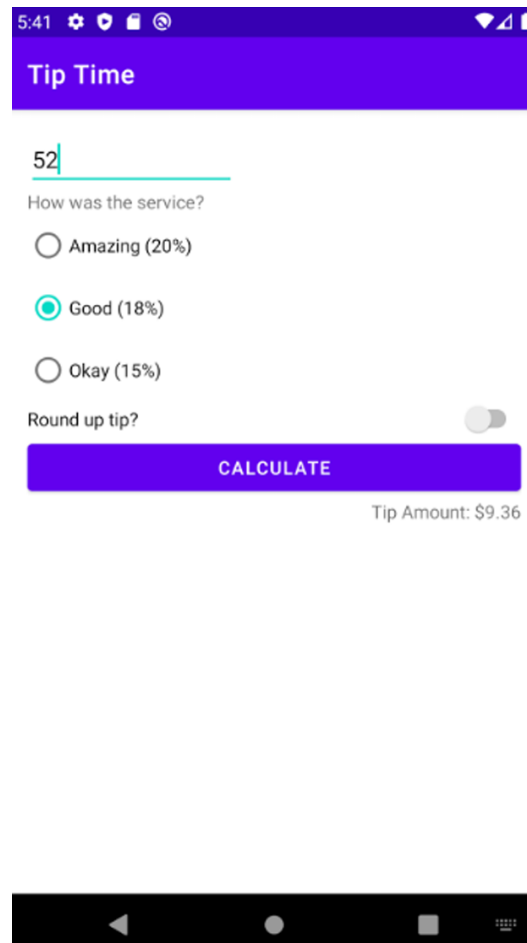 5:41
Tip Time
52
How was the service?
Amazing (20%)
Good (18%)
Okay (15%)
Round up tip?
CALCULATE
Tip Amount: $9.36